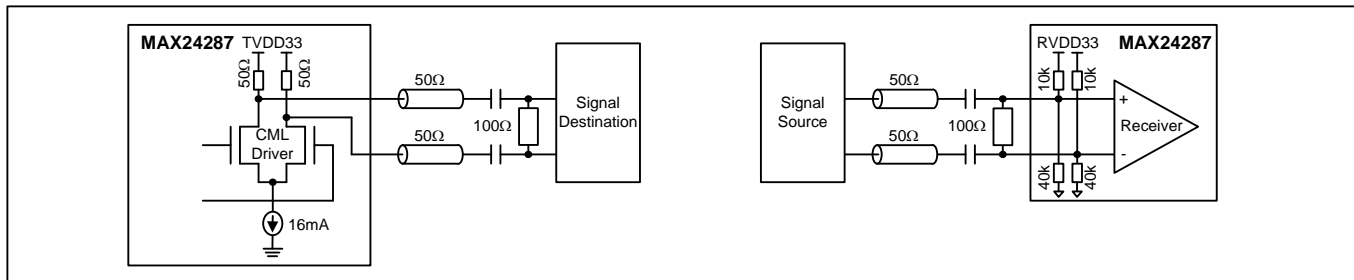 MAX24287 TVDD33
50Ω
50Ω
CML
Driver
16mA
50Ω
50Ω
100Ω
Signal
Destination
Signal
Source
50Ω
50Ω
100Ω
RVDD33 MAX24287
10k
10k
+
Receiver
-
40k
40k